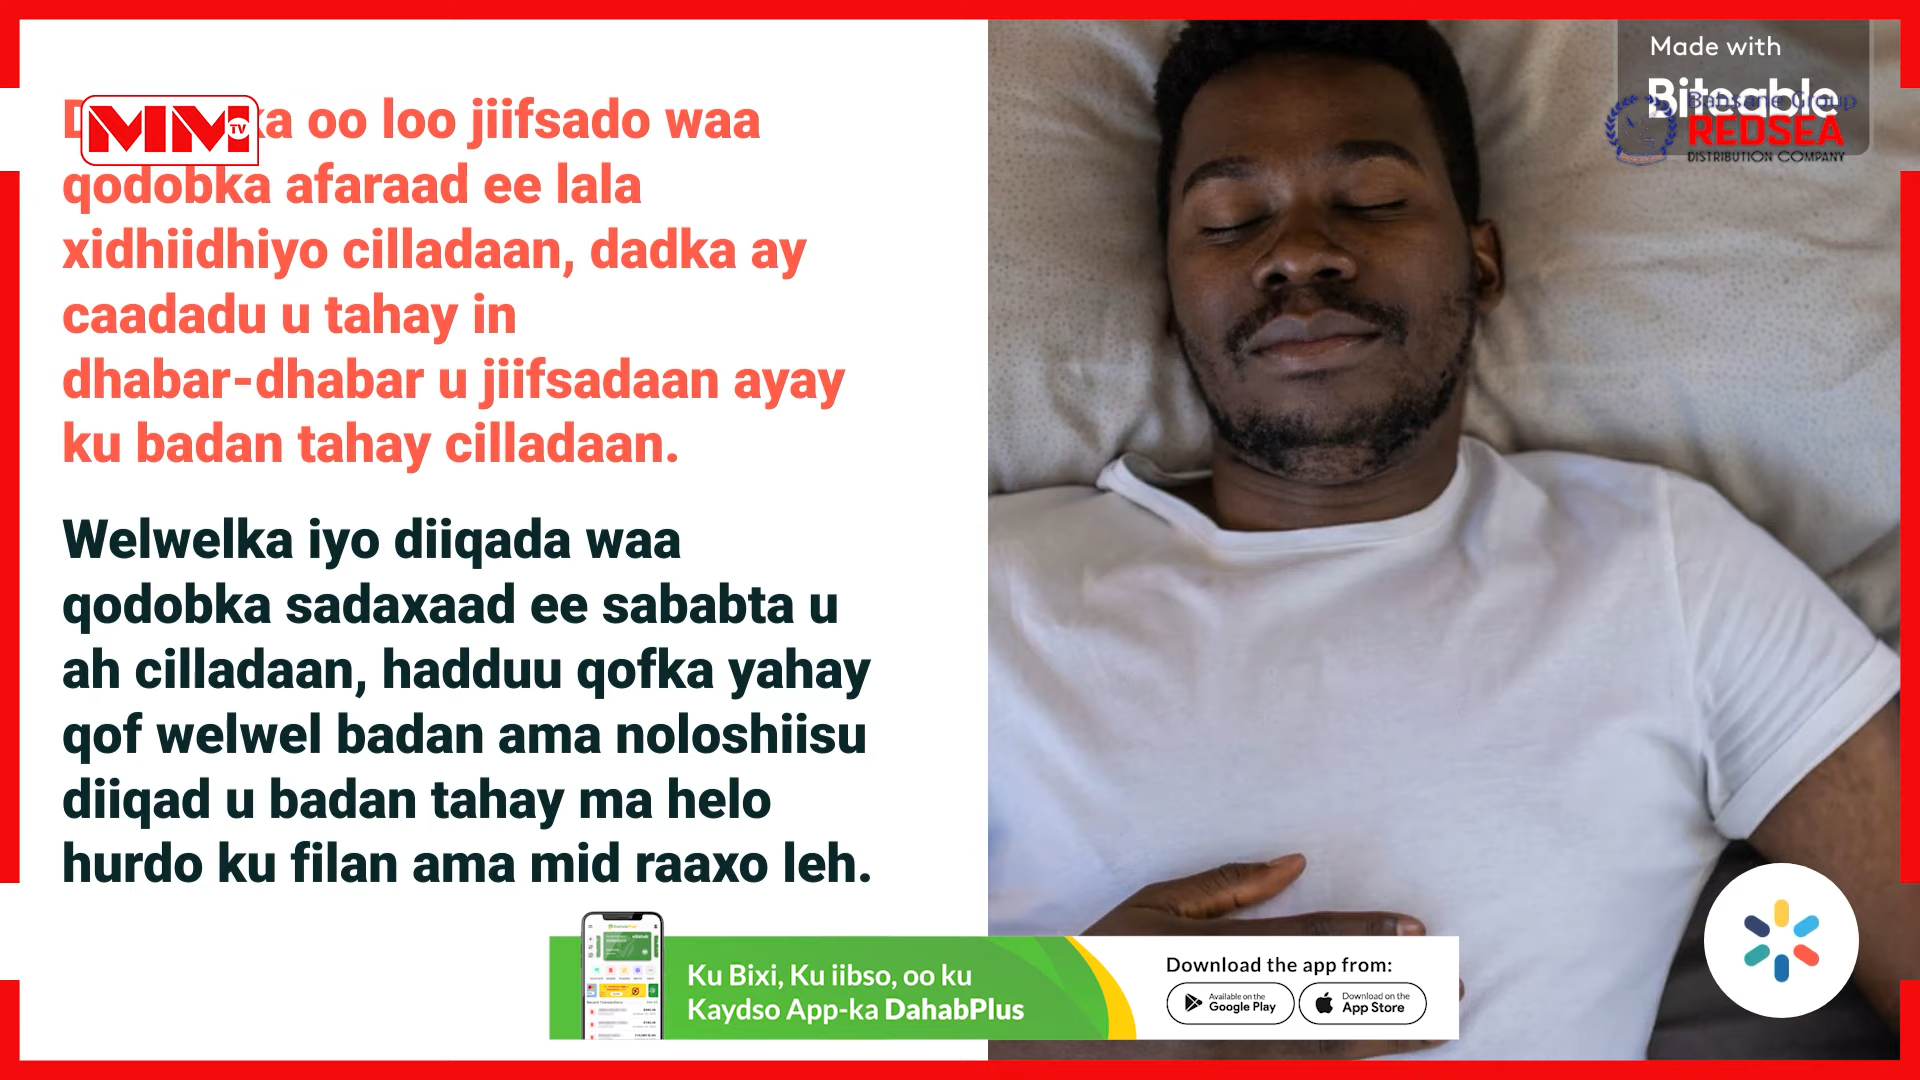 ka oo loo jiifsado waa
qodobka afaraad ee lala
xidhiidhiyo cilladaan, dadka ay
caadadu u tahay in
dhabar-dhabar u jiifsadaan ayay
ku badan tahay cilladaan.
Welwelka iyo diiqada waa
qodobka sadaxaad ee sababta u
ah cilladaan, hadduu qofka yahay
qof welwel badan ama noloshiisu
diiqad u badan tahay ma helo
hurdo ku filan ama mid raaxo leh.
MM TV
Made with
Biteable
REDSEA
DISTRIBUTION COMPANY
Ku Bixi, Ku iibso, oo ku
Kaydso App-ka DahabPlus
Download the app from:
Available on the
Google Play
Download on the
App Store